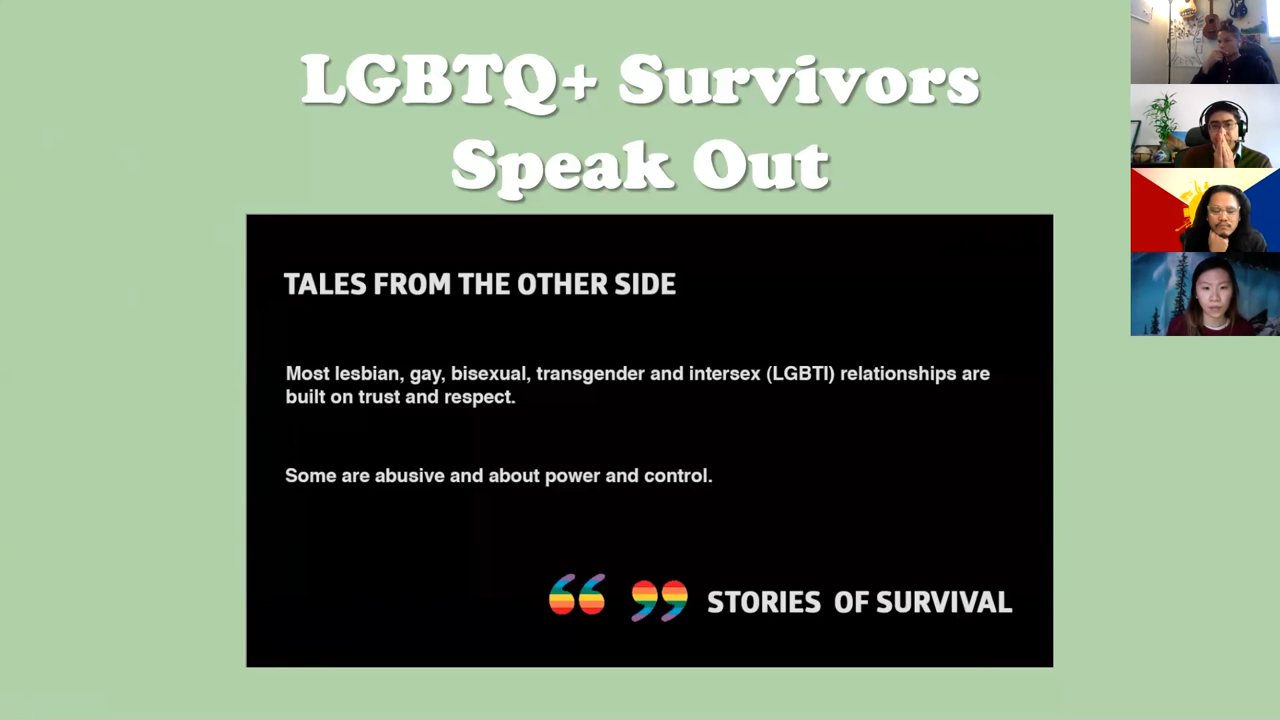 LGBTQ+ Survivors
Speak Out
TALES FROM THE OTHER SIDE
Most lesbian, gay, bisexual, transgender and intersex (LGBTI) relationships are
built on trust and respect.
Some are abusive and about power and control.
“ ” STORIES OF SURVIVAL